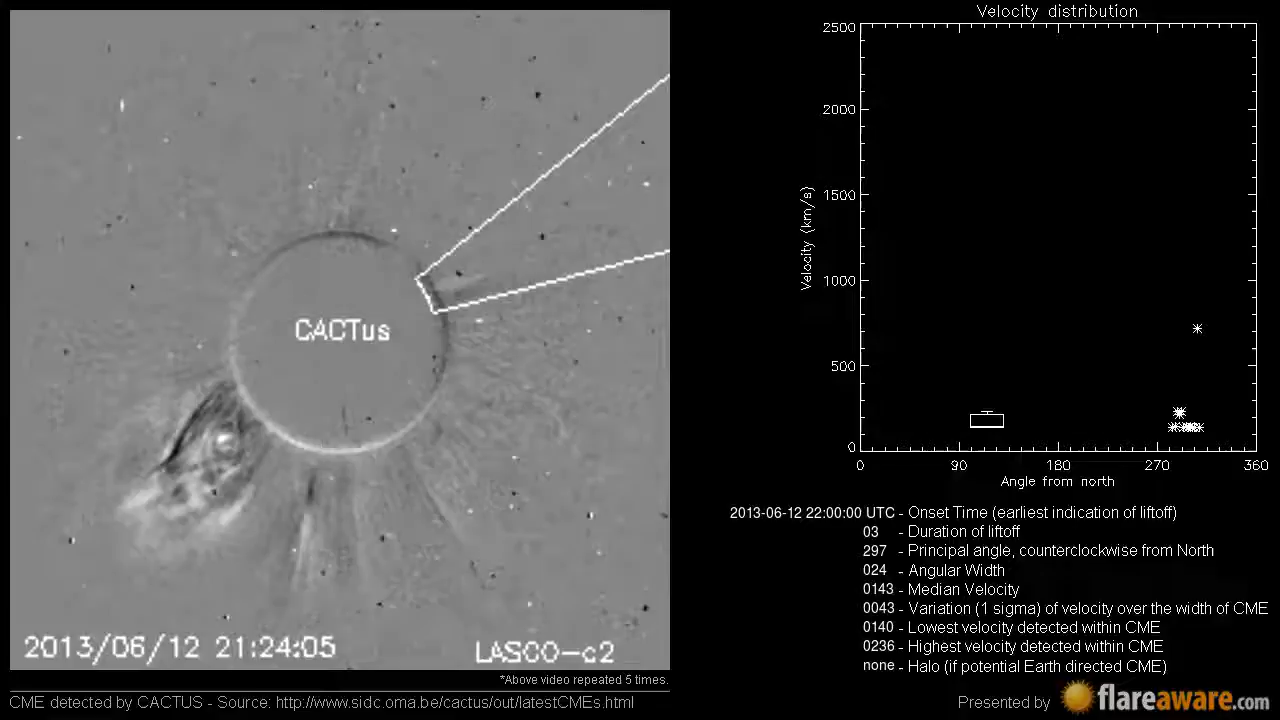 CACTus
2013/06/12 21:24:05
LASCO-c2
*Above video repeated 5 times.
CME detected by CACTUS - Source: http://www.sidc.oma.be/cactus/out/latestCMEs.html
Velocity distribution
Velocity (km/s)
2500
2000
1500
1000
500
0
0 90 180 270 360
Angle from north
2013-06-12 22:00:00 UTC - Onset Time (earliest indication of liftoff)
03 - Duration of liftoff
297 - Principal angle, counterclockwise from North
024 - Angular Width
0143 - Median Velocity
0043 - Variation (1 sigma) of velocity over the width of CME
0140 - Lowest velocity detected within CME
0236 - Highest velocity detected within CME
none - Halo (if potential Earth directed CME)
Presented by flareaware.com